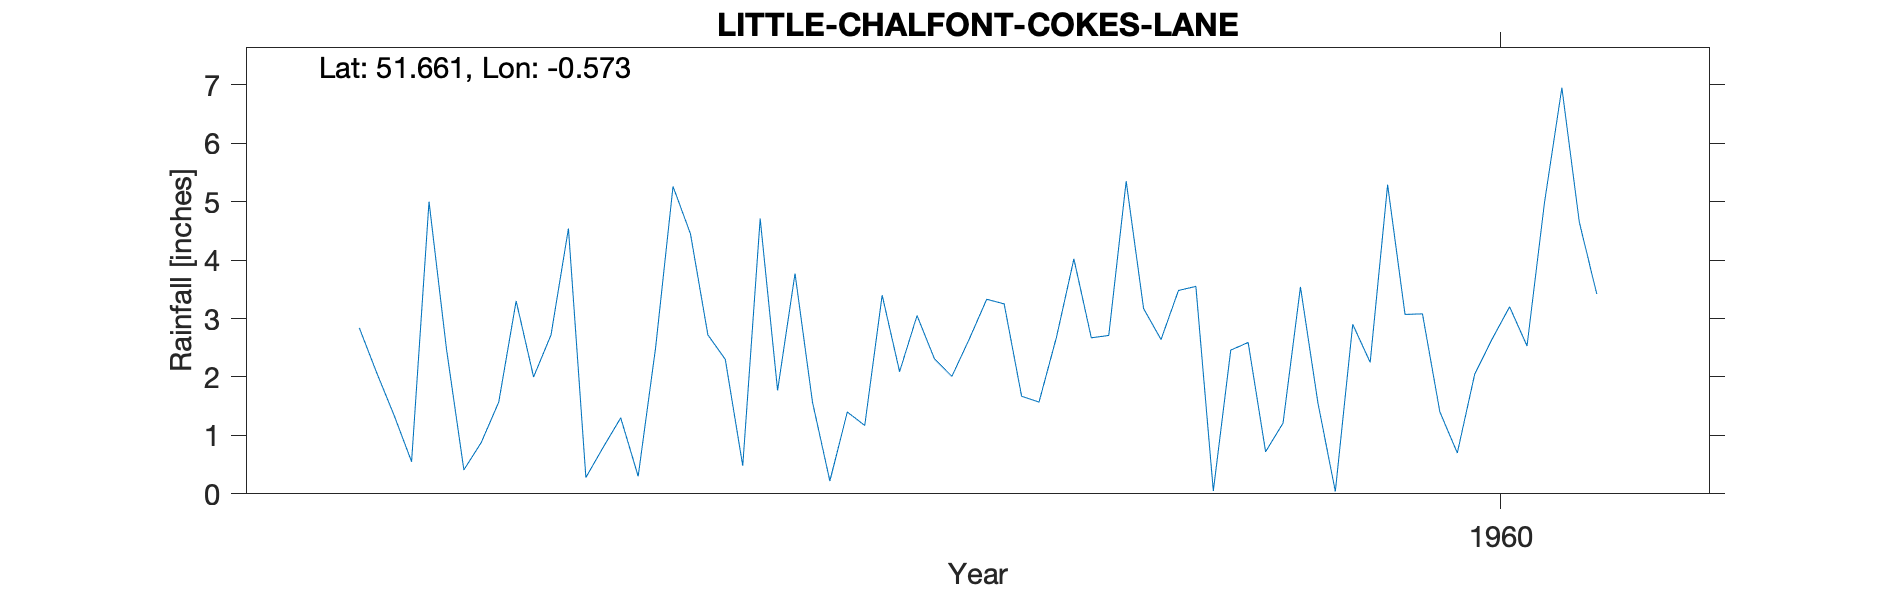 LITTLE-CHALFONT-COKES-LANE
Lat: 51.661, Lon: -0.573
7
6
5
4
3
2
1
0
Rainfall [inches]
1960
Year